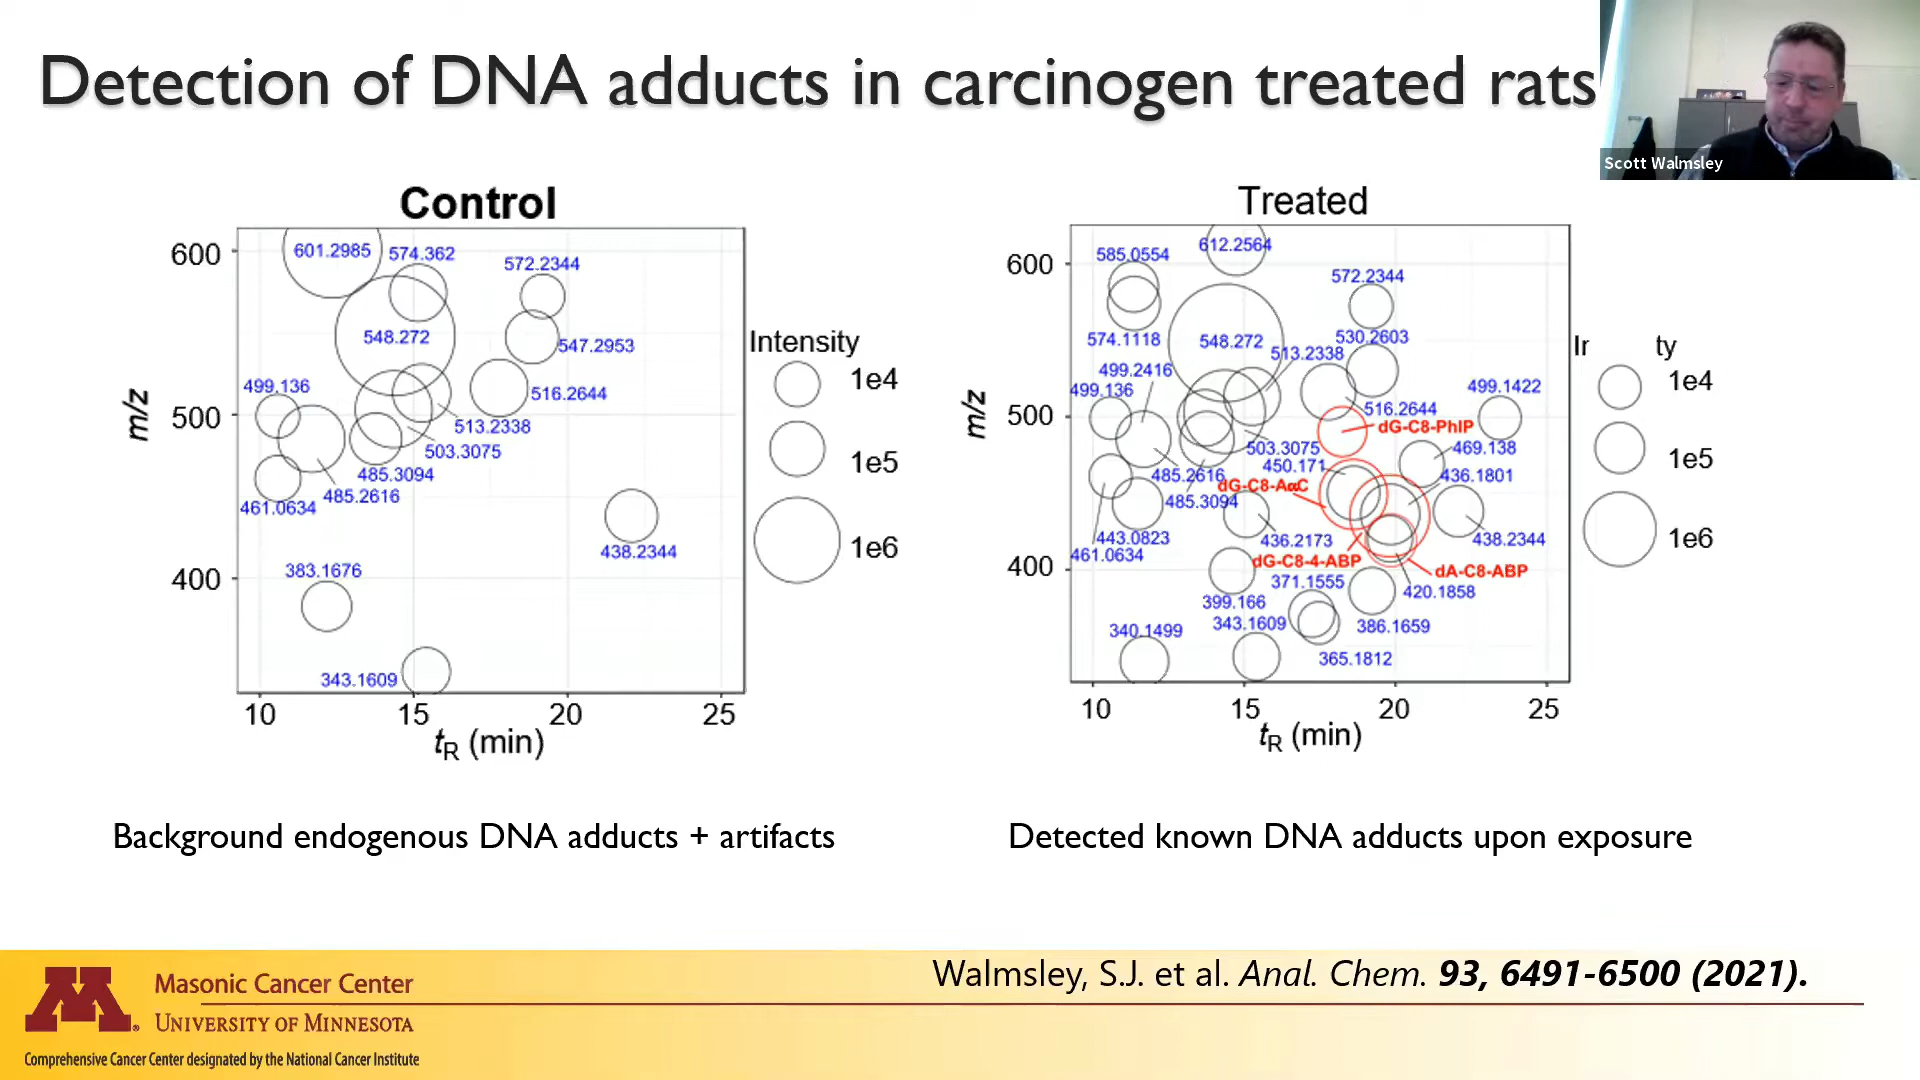 Detection of DNA adducts in carcinogen treated rats
Scott Walmsley
Control
601.2985
574.362
572.2344
548.272
547.2953
499.136
516.2644
513.2338
503.3075
485.3094
485.2616
461.0634
438.2344
383.1676
343.1609
600
500
400
m/z
10 15 20 25
tR (min)
Intensity
1e4
1e5
1e6
Treated
612.2564
585.0554
572.2344
574.1118
548.272
530.2603
513.2338
499.2416
499.136
499.1422
516.2644
dG-C8-PhIP
503.3075
469.138
450.171
485.2616
436.1801
dG-C8-AαC
485.3094
443.0823
436.2173
438.2344
461.0634
dG-C8-4-ABP
dA-C8-ABP
371.1555
420.1858
399.166
343.1609
386.1659
340.1499
365.1812
600
500
400
m/z
10 15 20 25
tR (min)
Ir ty
1e4
1e5
1e6
Background endogenous DNA adducts + artifacts
Detected known DNA adducts upon exposure
Walmsley, S.J. et al. Anal. Chem. 93, 6491-6500 (2021).
M
Masonic Cancer Center
University of Minnesota
Comprehensive Cancer Center designated by the National Cancer Institute